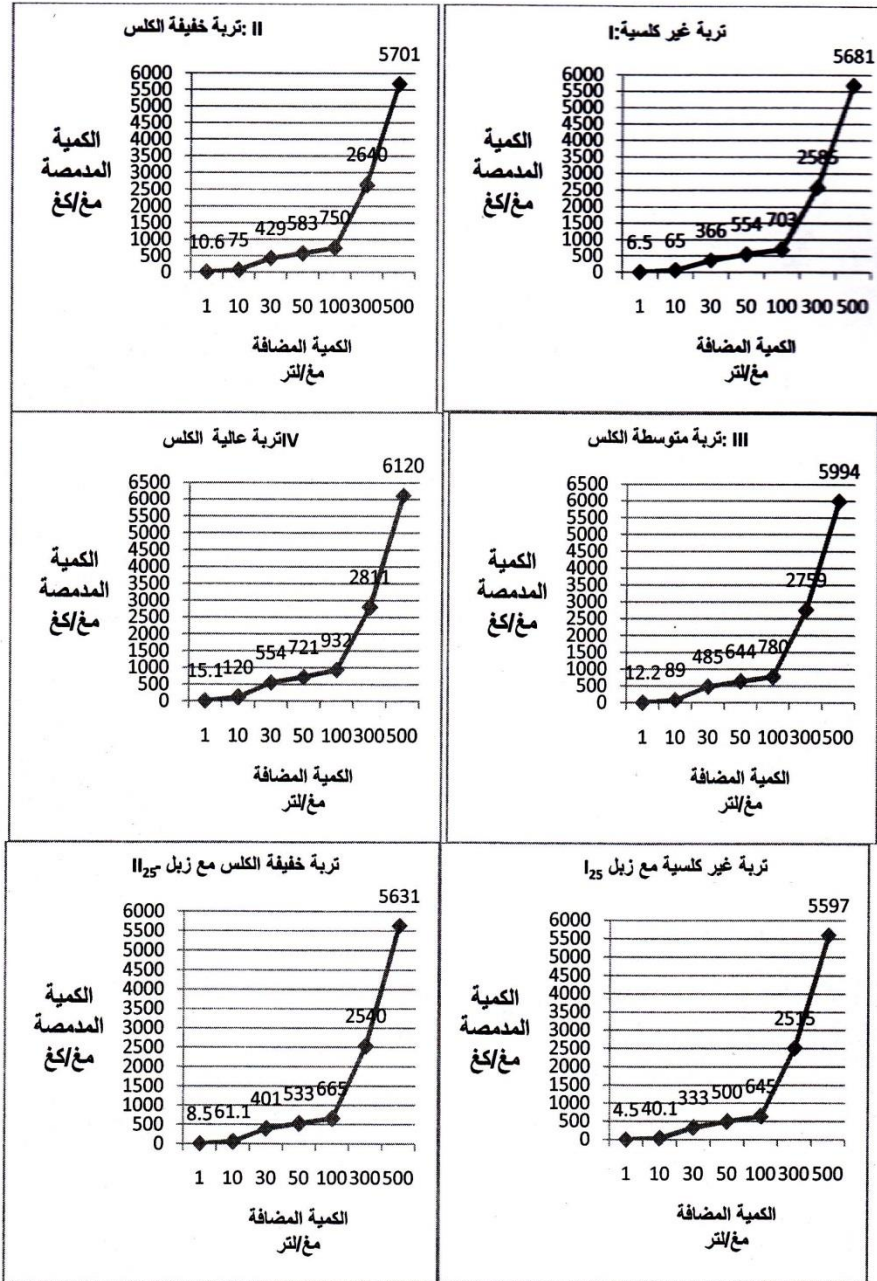 تربة غير كلسية:I
5681
6000
5500
5000
4500
4000
3500
3000
2500
2000
1500
1000
500
0
الكمية
المدمصة
مغ/كغ
6.5 65 366 554 703 2585
1 10 30 50 100 300 500
الكمية المضافة
مغ/لتر
II :تربة خفيفة الكلس
5701
6000
5500
5000
4500
4000
3500
3000
2500
2000
1500
1000
500
0
الكمية
المدمصة
مغ/كغ
10.6 75 429 583 750 2640
1 10 30 50 100 300 500
الكمية المضافة
مغ/لتر
III :تربة متوسطة الكلس
5994
6500
6000
5500
5000
4500
4000
3500
3000
2500
2000
1500
1000
500
0
الكمية
المدمصة
مغ/كغ
12.2 89 485 644 780 2759
1 10 30 50 100 300 500
الكمية المضافة
مغ/لتر
IVتربة عالية الكلس
6120
6500
6000
5500
5000
4500
4000
3500
3000
2500
2000
1500
1000
500
0
الكمية
المدمصة
مغ/كغ
15.1 120 554 721 932 2811
1 10 30 50 100 300 500
الكمية المضافة
مغ/لتر
تربة غير كلسية مع زبل I₂₅
5597
6000
5500
5000
4500
4000
3500
3000
2500
2000
1500
1000
500
0
الكمية
المدمصة
مغ/كغ
4.5 40.1 333 500 645 2515
1 10 30 50 100 300 500
الكمية المضافة
مغ/لتر
تربة خفيفة الكلس مع زبل -II₂₅
5631
6000
5500
5000
4500
4000
3500
3000
2500
2000
1500
1000
500
0
الكمية
المدمصة
مغ/كغ
8.5 61.1 401 533 665 2540
1 10 30 50 100 300 500
الكمية المضافة
مغ/لتر